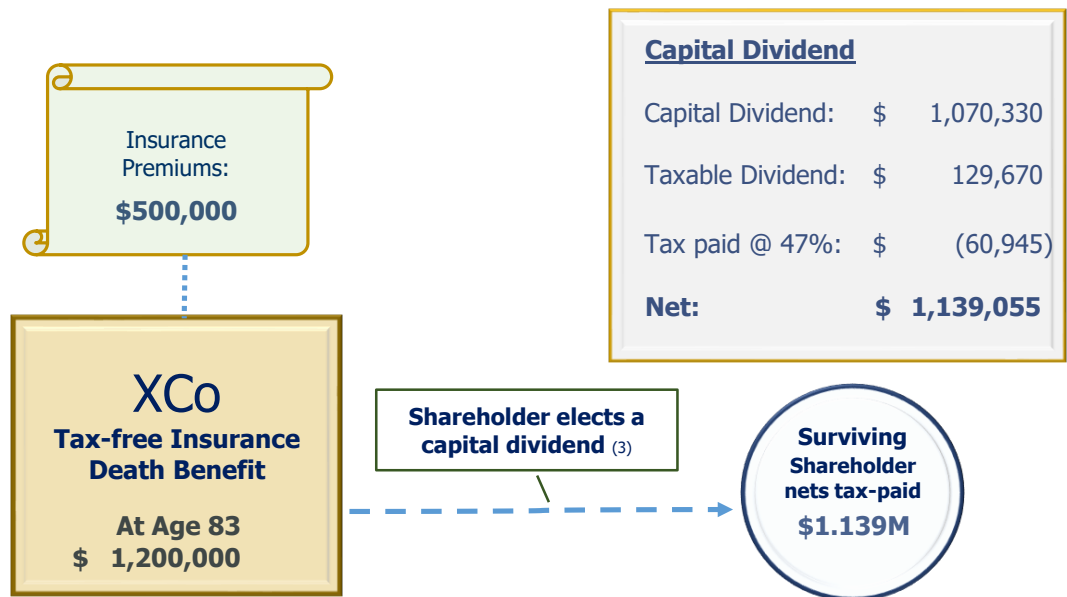 Insurance
Premiums:
$500,000
Capital Dividend
Capital Dividend: $ 1,070,330
Taxable Dividend: $ 129,670
Tax paid @ 47%: $ (60,945)
Net: $ 1,139,055
XCo
Tax-free Insurance
Death Benefit
At Age 83
$ 1,200,000
Shareholder elects a
capital dividend (3)
Surviving
Shareholder
nets tax-paid
$1.139M